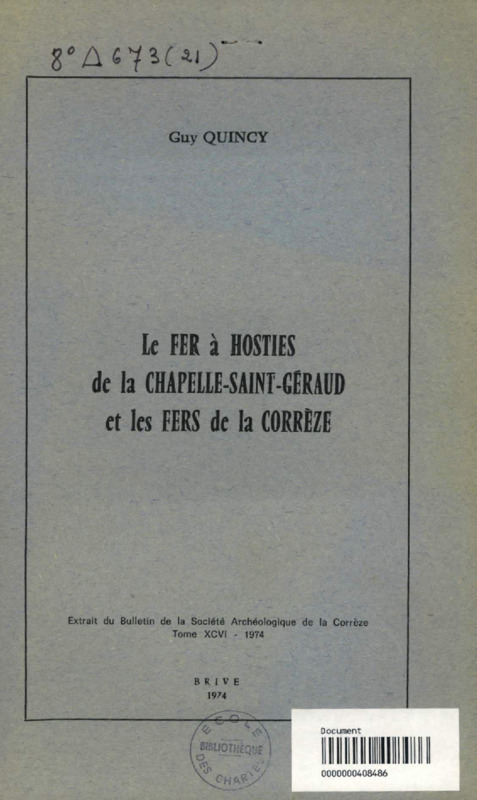 8° Δ 673 (21)
Guy QUINCY
Le FER à HOSTIES
de la CHAPELLE-SAINT-GÉRAUD
et les FERS de la CORRÈZE
Extrait du Bulletin de la Société Archéologique de la Corrèze
Tome XCVI - 1974
BRIVE
1974
ECOLE
BIBLIOTHÈQUE
DES CHARTES
Document
0000000408486